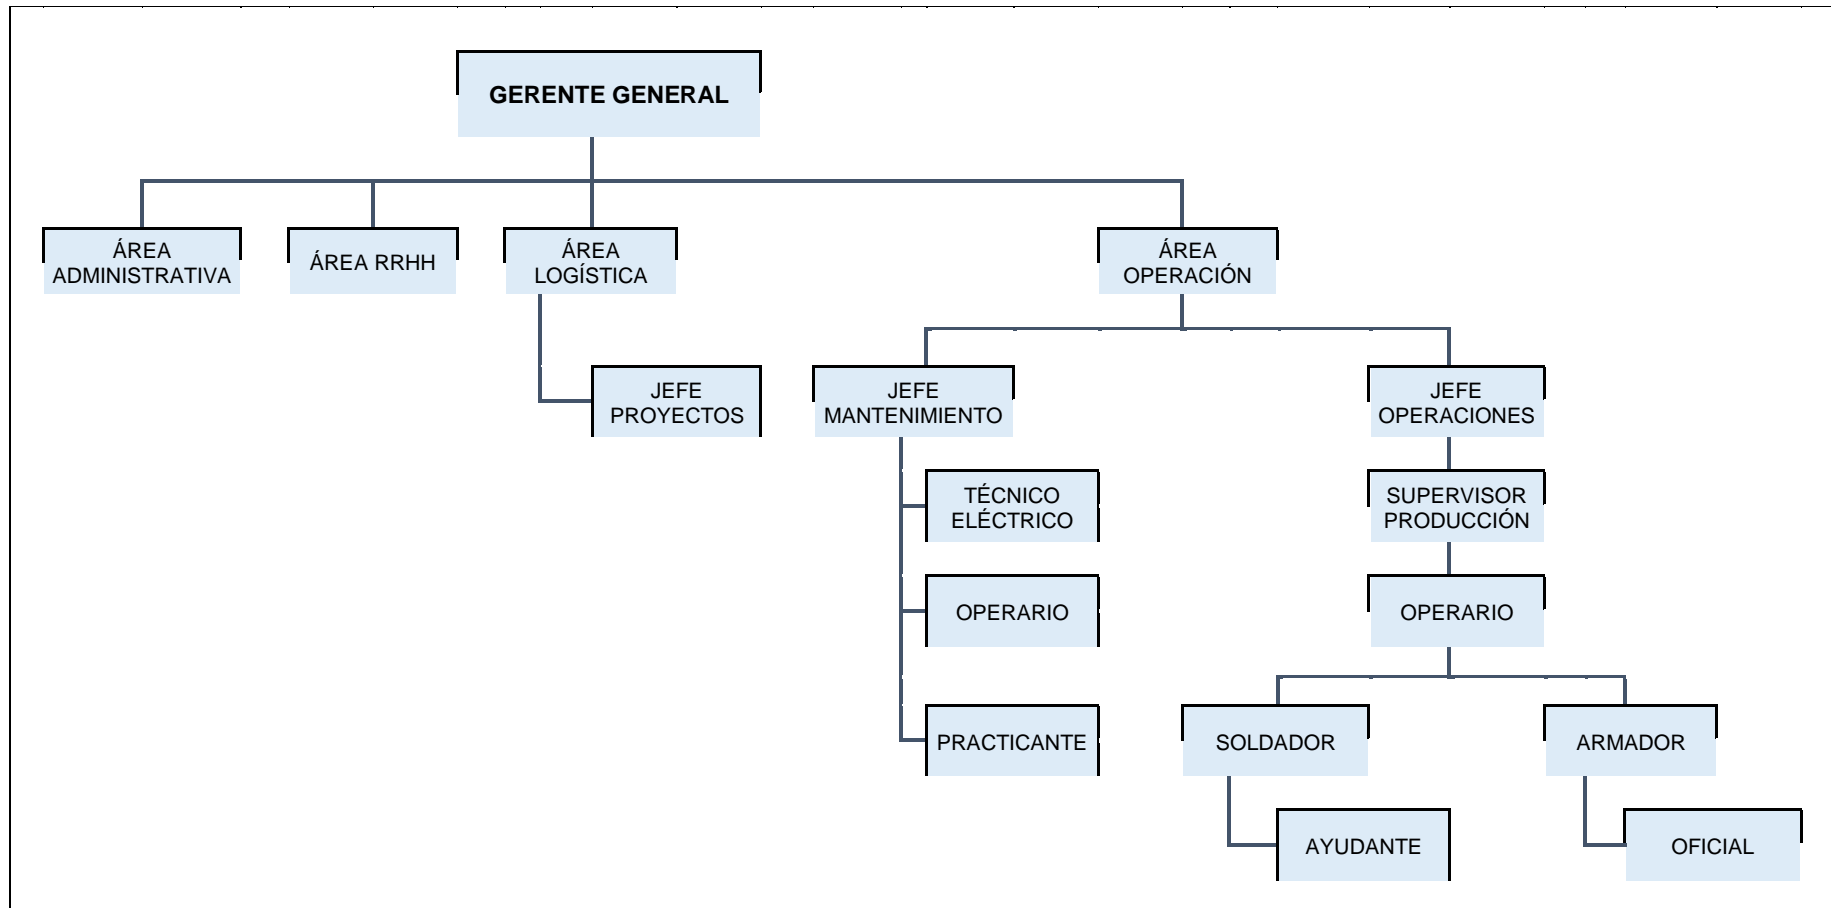 GERENTE GENERAL
ÁREA
ADMINISTRATIVA
ÁREA RRHH
ÁREA
LOGÍSTICA
ÁREA
OPERACIÓN
JEFE
PROYECTOS
JEFE
MANTENIMIENTO
JEFE
OPERACIONES
TÉCNICO
ELÉCTRICO
SUPERVISOR
PRODUCCIÓN
OPERARIO
OPERARIO
PRACTICANTE
SOLDADOR
ARMADOR
AYUDANTE
OFICIAL